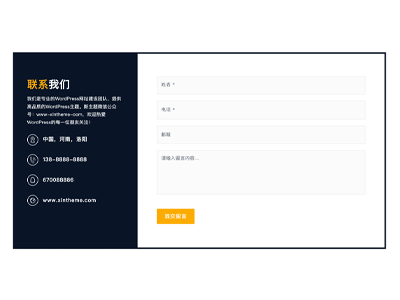 联系我们
我们是专业的WordPress网站建设团队，提供
高品质的WordPress主题。新主题微信公众
号：www-xintheme-com，欢迎热爱
WordPress的每一位朋友关注！
中国，河南，洛阳
138-8888-8888
670088886
www.xintheme.com
姓名 *
电话 *
邮箱
请输入留言内容...
提交留言